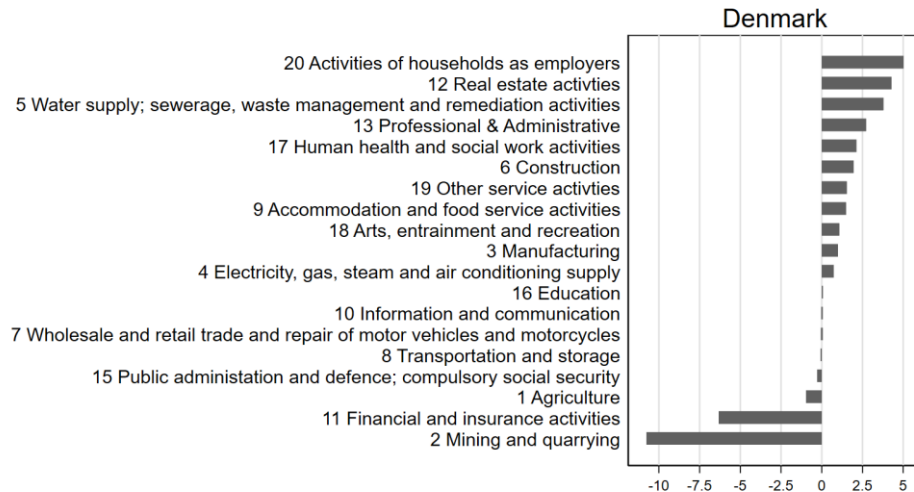 Denmark
20 Activities of households as employers
12 Real estate activties
5 Water supply; sewerage, waste management and remediation activities
13 Professional & Administrative
17 Human health and social work activities
6 Construction
19 Other service activties
9 Accommodation and food service activities
18 Arts, entrainment and recreation
3 Manufacturing
4 Electricity, gas, steam and air conditioning supply
16 Education
10 Information and communication
7 Wholesale and retail trade and repair of motor vehicles and motorcycles
8 Transportation and storage
15 Public administation and defence; compulsory social security
1 Agriculture
11 Financial and insurance activities
2 Mining and quarrying
-10 -7.5 -5 -2.5 0 2.5 5